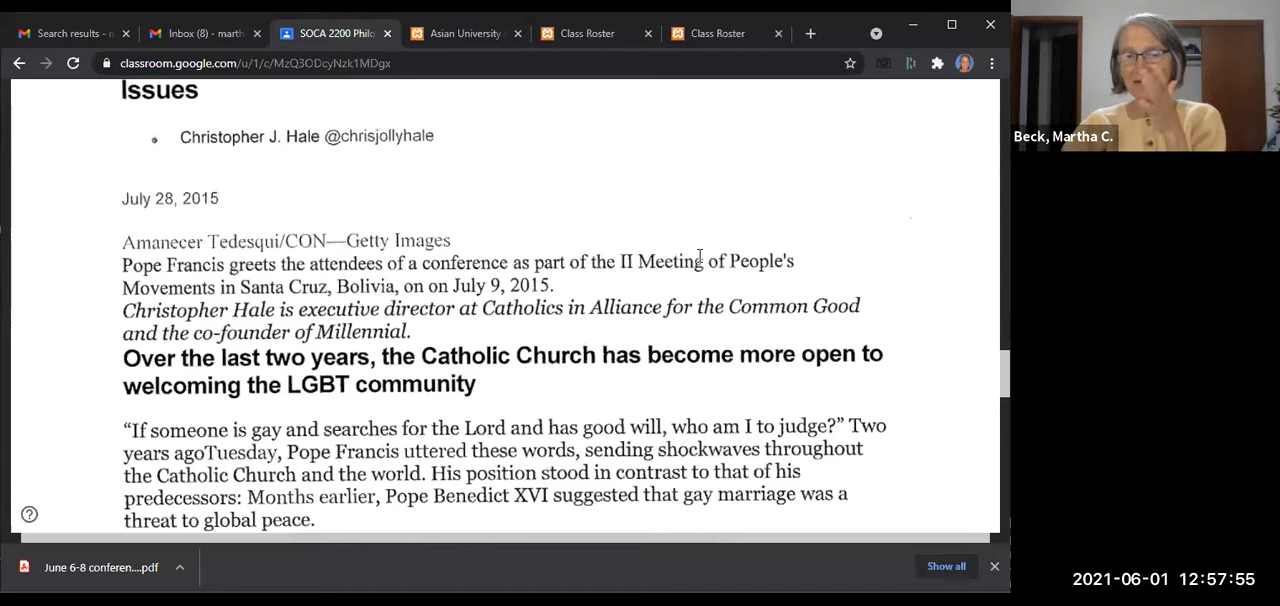 Search results - n
Inbox (8) - marth
SOCA 2200 Philo
Asian University
Class Roster
Class Roster
classroom.google.com/u/1/c/MzQ3ODcyNzk1MDgx
Issues
Christopher J. Hale @chrisjollyhale
July 28, 2015
Amanecer Tedesqui/CON—Getty Images
Pope Francis greets the attendees of a conference as part of the II Meeting of People's
Movements in Santa Cruz, Bolivia, on on July 9, 2015.
Christopher Hale is executive director at Catholics in Alliance for the Common Good
and the co-founder of Millennial.
Over the last two years, the Catholic Church has become more open to
welcoming the LGBT community
“If someone is gay and searches for the Lord and has good will, who am I to judge?” Two
years agoTuesday, Pope Francis uttered these words, sending shockwaves throughout
the Catholic Church and the world. His position stood in contrast to that of his
predecessors: Months earlier, Pope Benedict XVI suggested that gay marriage was a
threat to global peace.
June 6-8 conferen....pdf
Show all
Beck, Martha C.
2021-06-01 12:57:55